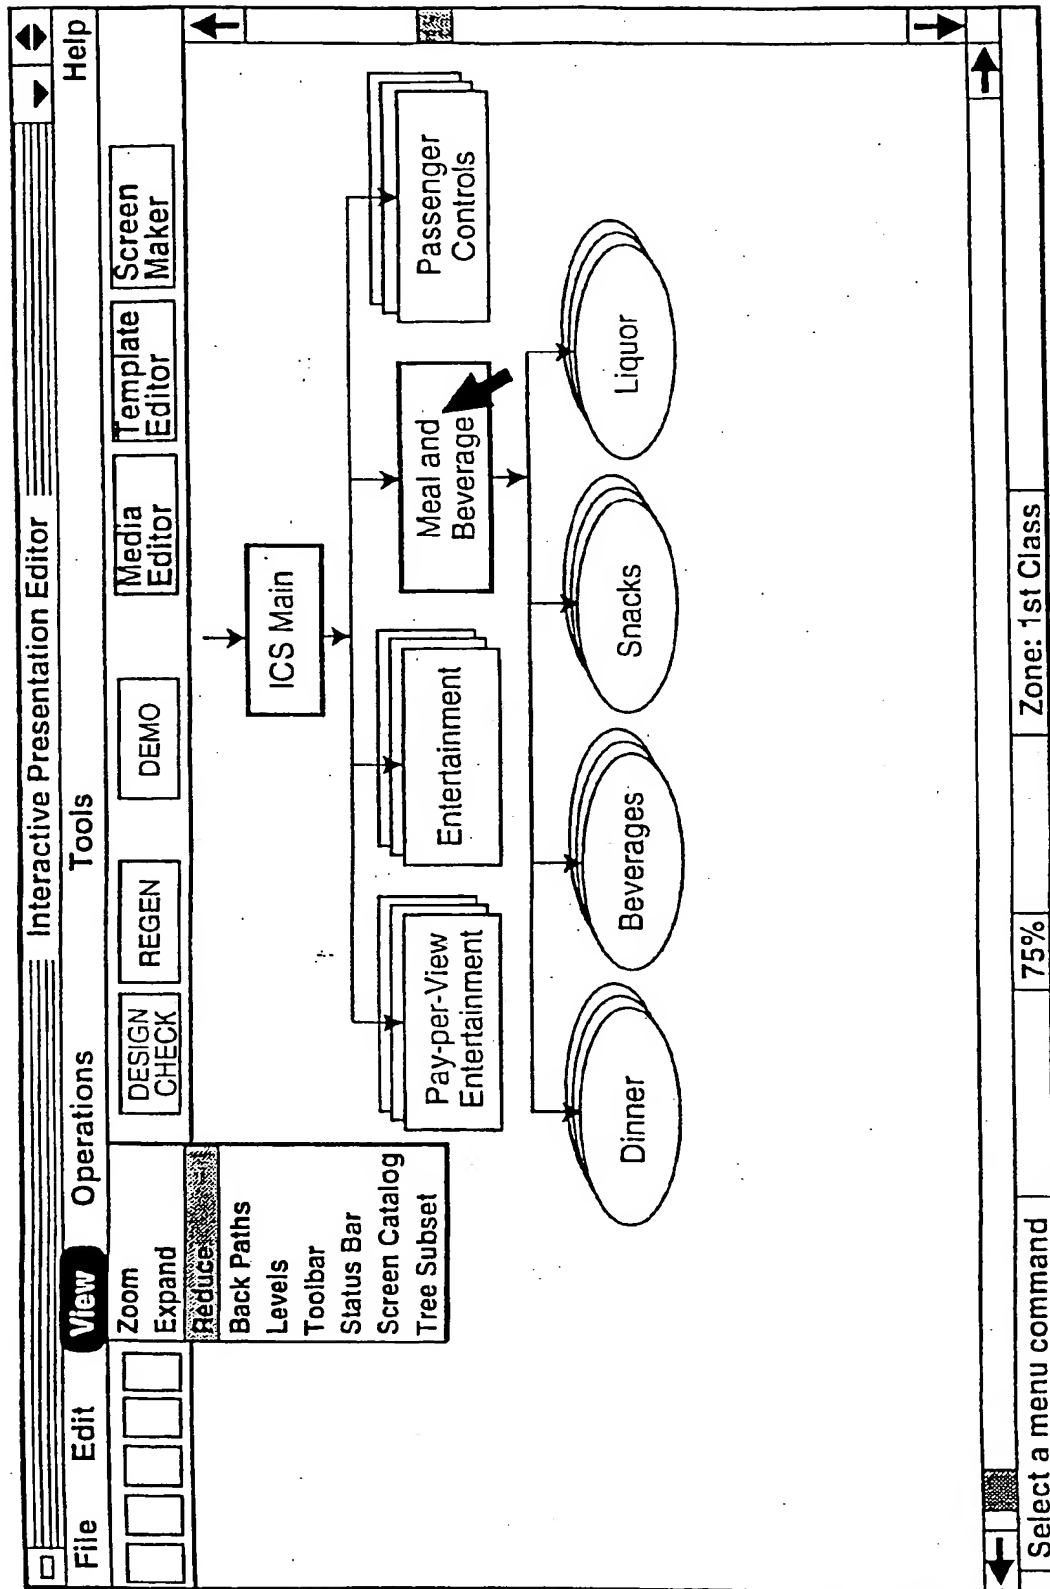 Interactive Presentation Editor
File Edit View Operations Tools Help
DESIGN
CHECK
REGEN
DEMO
Media
Editor
Template
Editor
Screen
Maker
Zoom
Expand
Reduce
Back Paths
Levels
Toolbar
Status Bar
Screen Catalog
Tree Subset
ICS Main
Pay-per-View
Entertainment
Entertainment
Meal and
Beverage
Passenger
Controls
Dinner
Beverages
Snacks
Liquor
Select a menu command 75% Zone: 1st Class